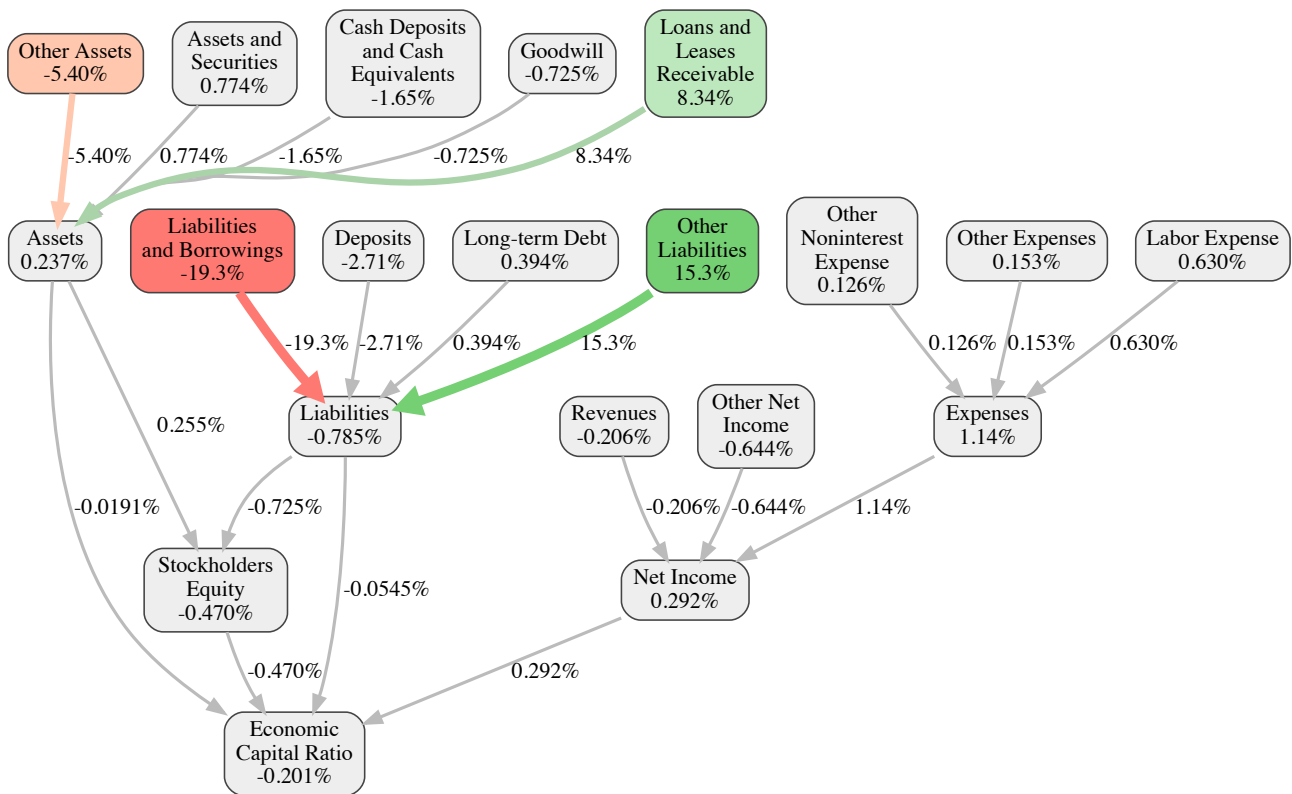 Other Assets
-5.40%
Assets and
Securities
0.774%
Cash Deposits
and Cash
Equivalents
-1.65%
Goodwill
-0.725%
Loans and
Leases
Receivable
8.34%
-5.40%
0.774%
-1.65%
-0.725%
8.34%
Assets
0.237%
Liabilities
and Borrowings
-19.3%
Deposits
-2.71%
Long-term Debt
0.394%
Other
Liabilities
15.3%
Other
Noninterest
Expense
0.126%
Other Expenses
0.153%
Labor Expense
0.630%
-19.3%
-2.71%
0.394%
15.3%
0.126%
0.153%
0.630%
0.255%
Liabilities
-0.785%
Revenues
-0.206%
Other Net
Income
-0.644%
Expenses
1.14%
-0.0191%
-0.725%
-0.206%
-0.644%
1.14%
Stockholders
Equity
-0.470%
-0.0545%
Net Income
0.292%
-0.470%
0.292%
Economic
Capital Ratio
-0.201%